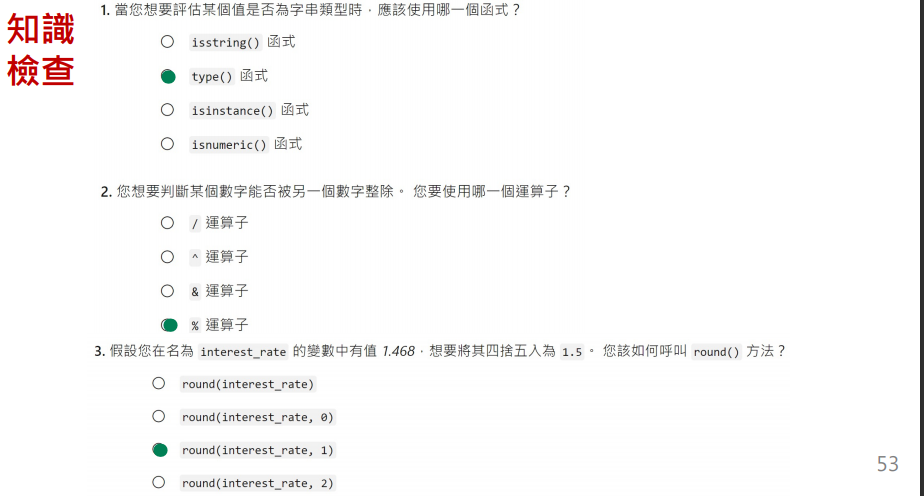 知識
檢查
1. 當您想要評估某個值是否為字串類型時，應該使用哪一個函式？
isstring() 函式
type() 函式
isinstance() 函式
isnumeric() 函式
2. 您想要判斷某個數字能否被另一個數字整除。 您要使用哪一個運算子？
/ 運算子
^ 運算子
& 運算子
% 運算子
3. 假設您在名為 interest_rate 的變數中有值 1.468，想要將其四捨五入為 1.5 。 您該如何呼叫 round() 方法？
round(interest_rate)
round(interest_rate, 0)
round(interest_rate, 1)
round(interest_rate, 2)
53